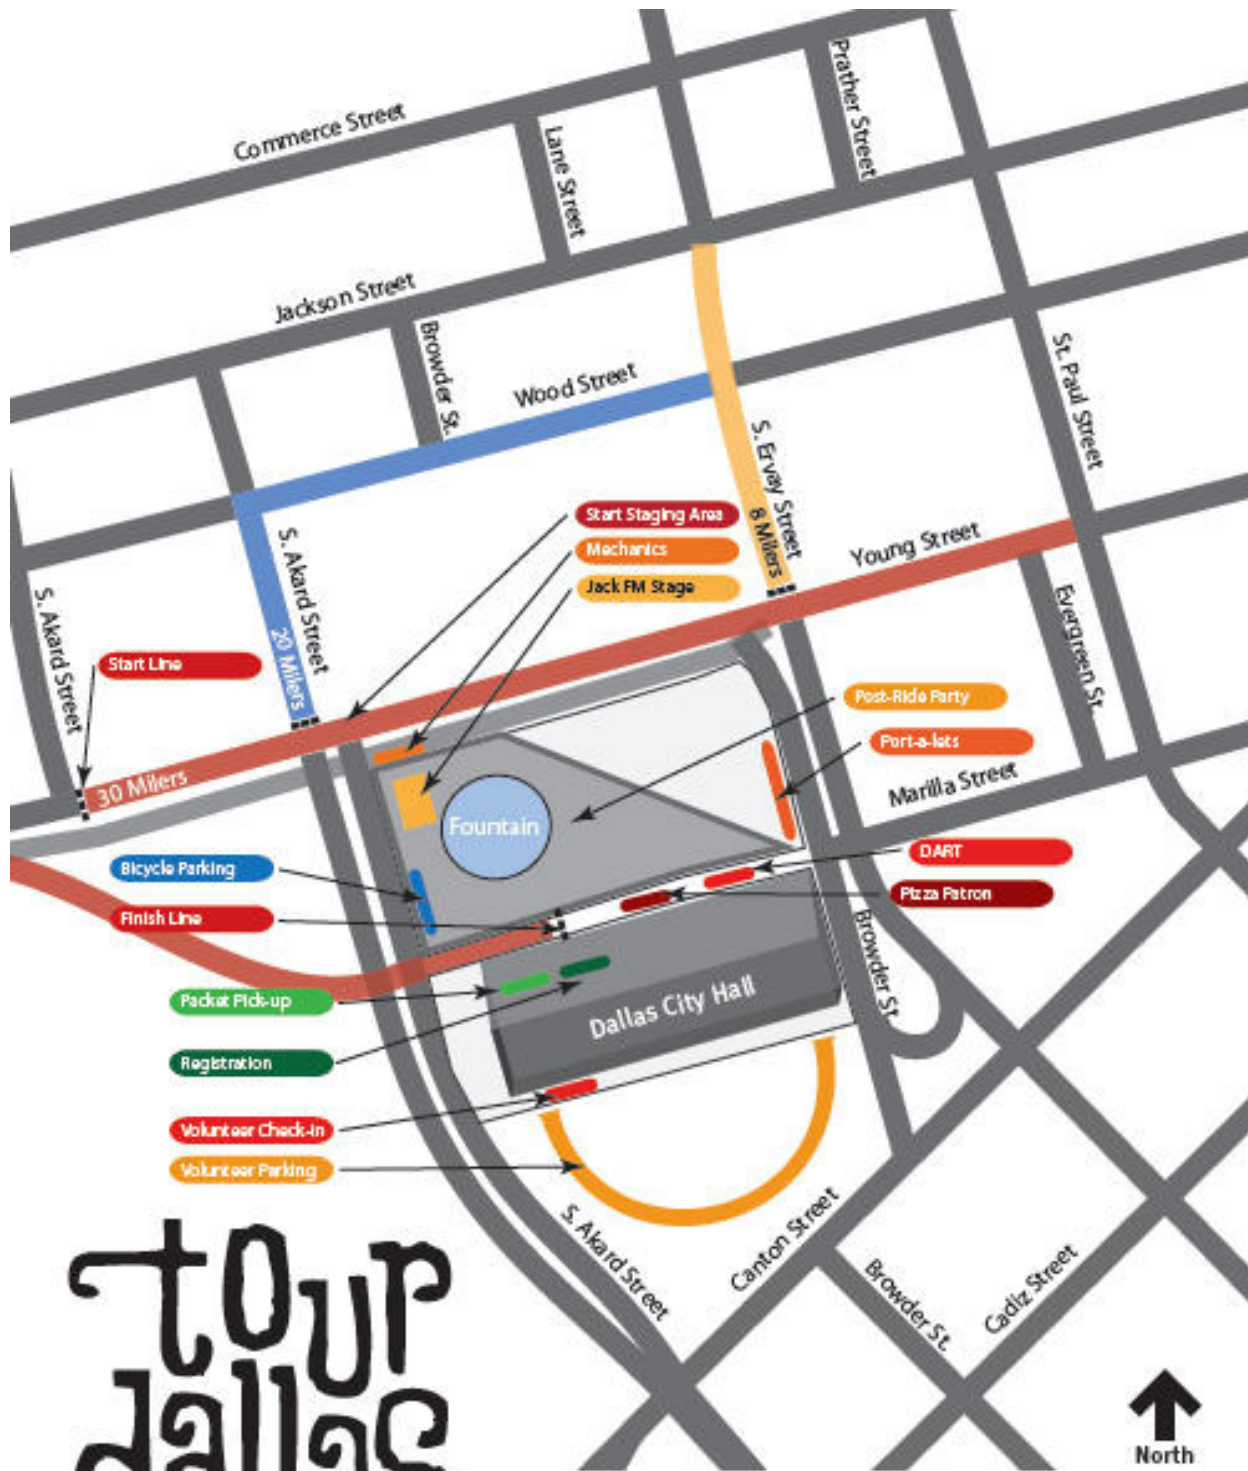 Commerce Street
Prather Street
Lane Street
Jackson Street
Browder St.
Wood Street
St. Paul Street
S. Ervay Street
8 Milers
Start Staging Area
Mechanics
Jack FM Stage
Young Street
S. Akard Street
20 Milers
S. Akard Street
Evergreen St.
Start Line
Post-Ride Party
Port-a-lets
30 Milers
Marilla Street
Fountain
Bicycle Parking
DART
Pizza Patron
Finish Line
Browder St.
Packet Pick-up
Dallas City Hall
Registration
Volunteer Check-in
Volunteer Parking
S. Akard Street
Canton Street
Browder St.
Cadiz Street
tour
dallas
North